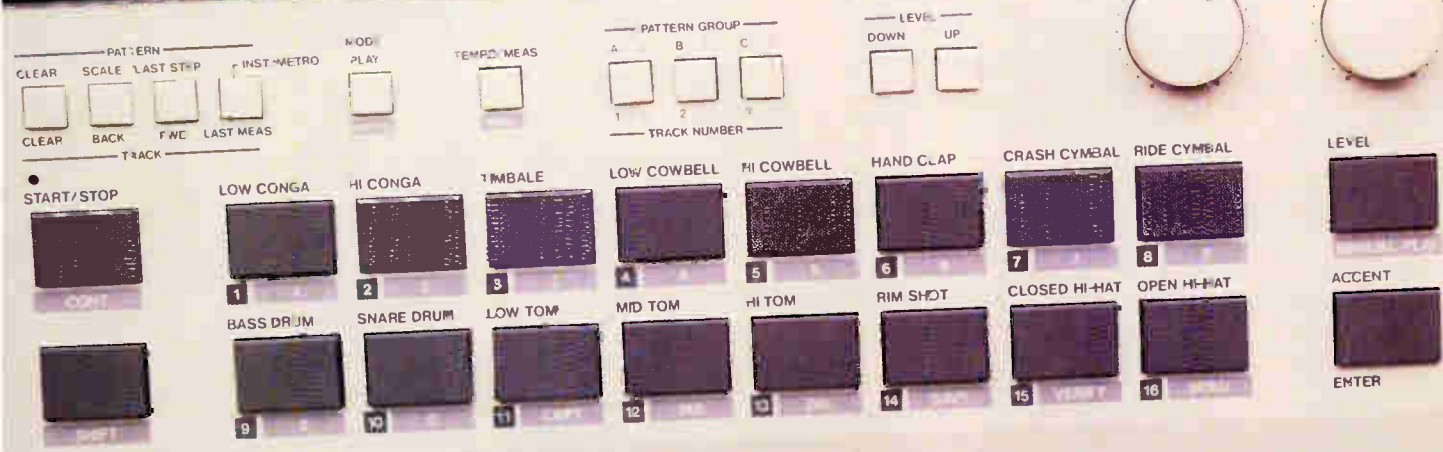 PATTERN
CLEAR SCALE LAST STEP INST/METRO
CLEAR BACK FWD LAST MEAS
TRACK
MODE
PLAY
TEMPO/MEAS
PATTERN GROUP
A B C
1 2 3
TRACK NUMBER
LEVEL
DOWN UP
START/STOP
CONT
SHIFT
LOW CONGA HI CONGA TIMBALE LOW COWBELL HI COWBELL HAND CLAP CRASH CYMBAL RIDE CYMBAL
1 2 3 4 5 6 7 8
BASS DRUM SNARE DRUM LOW TOM MID TOM HI TOM RIM SHOT CLOSED HI-HAT OPEN HI-HAT
9 10 11 12 13 14 SAVE 15 VERIFY 16
LEVEL
ACCENT
ENTER